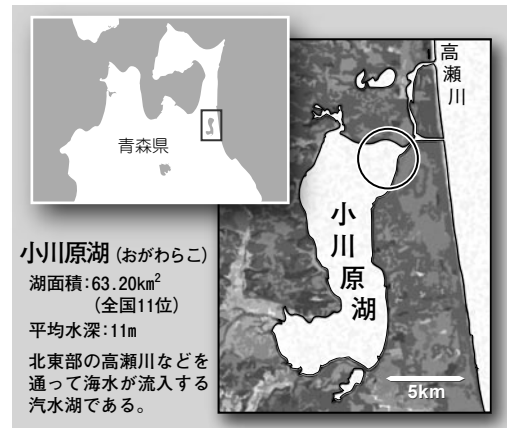 青森県
高瀬川
小川原湖
5km
小川原湖（おがわらこ）
湖面積：63.20km²
（全国11位）
平均水深：11m
北東部の高瀬川などを
通って海水が流入する
汽水湖である。